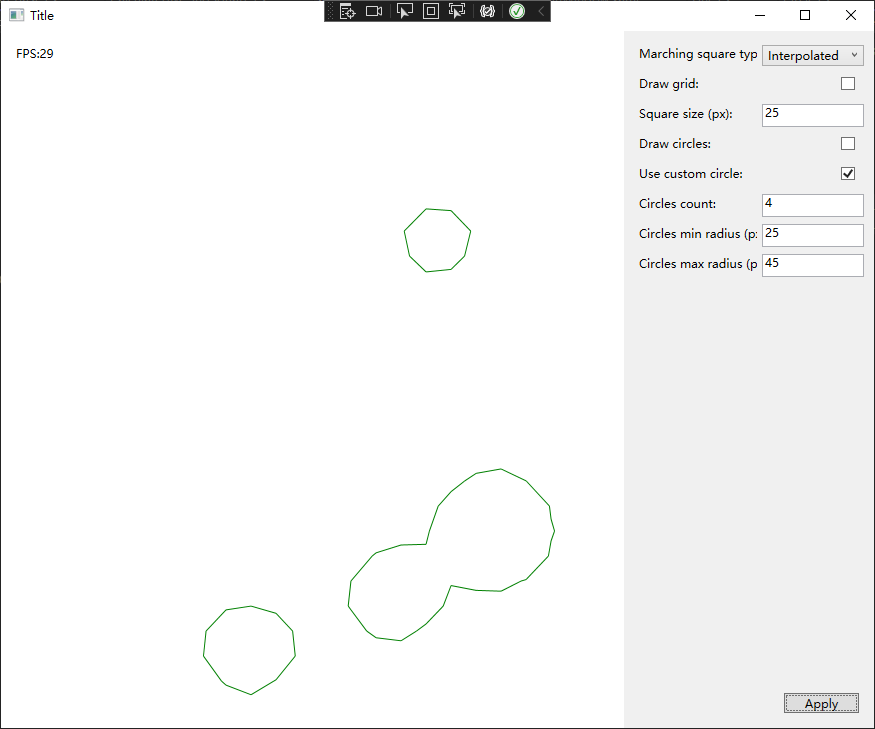 Title
FPS:29
Marching square typ
Interpolated
Draw grid:
Square size (px):
25
Draw circles:
Use custom circle:
Circles count:
4
Circles min radius (p:
25
Circles max radius (p
45
Apply